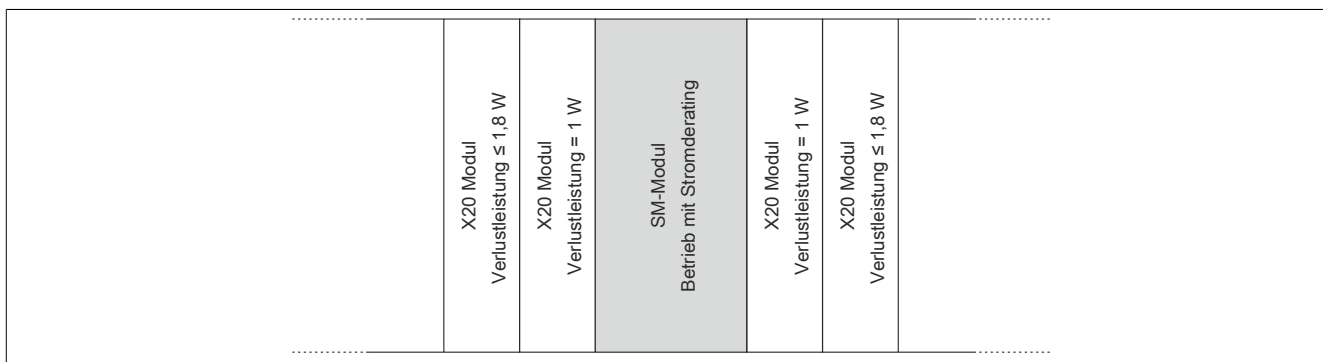 X20 Modul
Verlustleistung ≤ 1,8 W
X20 Modul
Verlustleistung = 1 W
SM-Modul
Betrieb mit Stromderating
X20 Modul
Verlustleistung = 1 W
X20 Modul
Verlustleistung ≤ 1,8 W